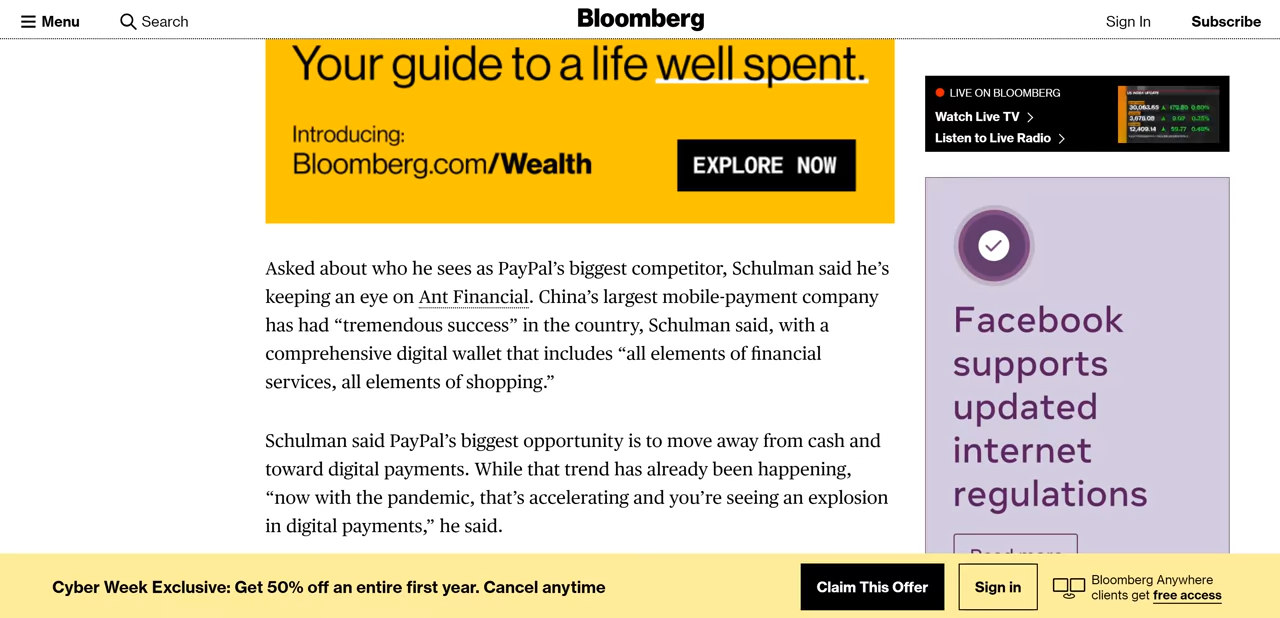 Menu
Search
Bloomberg
Sign In
Subscribe
Your guide to a life well spent.
Introducing:
Bloomberg.com/Wealth
EXPLORE NOW
Asked about who he sees as PayPal’s biggest competitor, Schulman said he’s
keeping an eye on Ant Financial. China’s largest mobile-payment company
has had “tremendous success” in the country, Schulman said, with a
comprehensive digital wallet that includes “all elements of financial
services, all elements of shopping.”
Schulman said PayPal’s biggest opportunity is to move away from cash and
toward digital payments. While that trend has already been happening,
“now with the pandemic, that’s accelerating and you’re seeing an explosion
in digital payments,” he said.
LIVE ON BLOOMBERG
Watch Live TV
Listen to Live Radio
Facebook
supports
updated
internet
regulations
Read more
Cyber Week Exclusive: Get 50% off an entire first year. Cancel anytime
Claim This Offer
Sign in
Bloomberg Anywhere
clients get free access